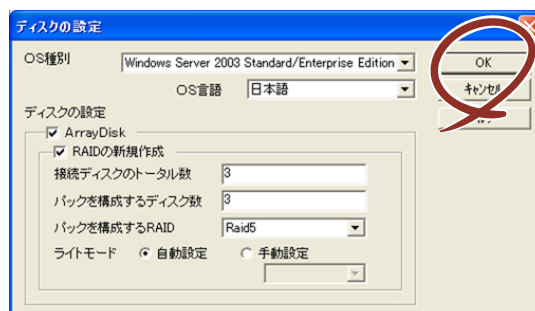 ディスクの設定
OS種別 Windows Server 2003 Standard/Enterprise Edition OK
OS言語 日本語 キャンセル
ディスクの設定
ArrayDisk
RAIDの新規作成
接続ディスクのトータル数 3
パックを構成するディスク数 3
パックを構成するRAID Raid5
ライトモード 自動設定 手動設定